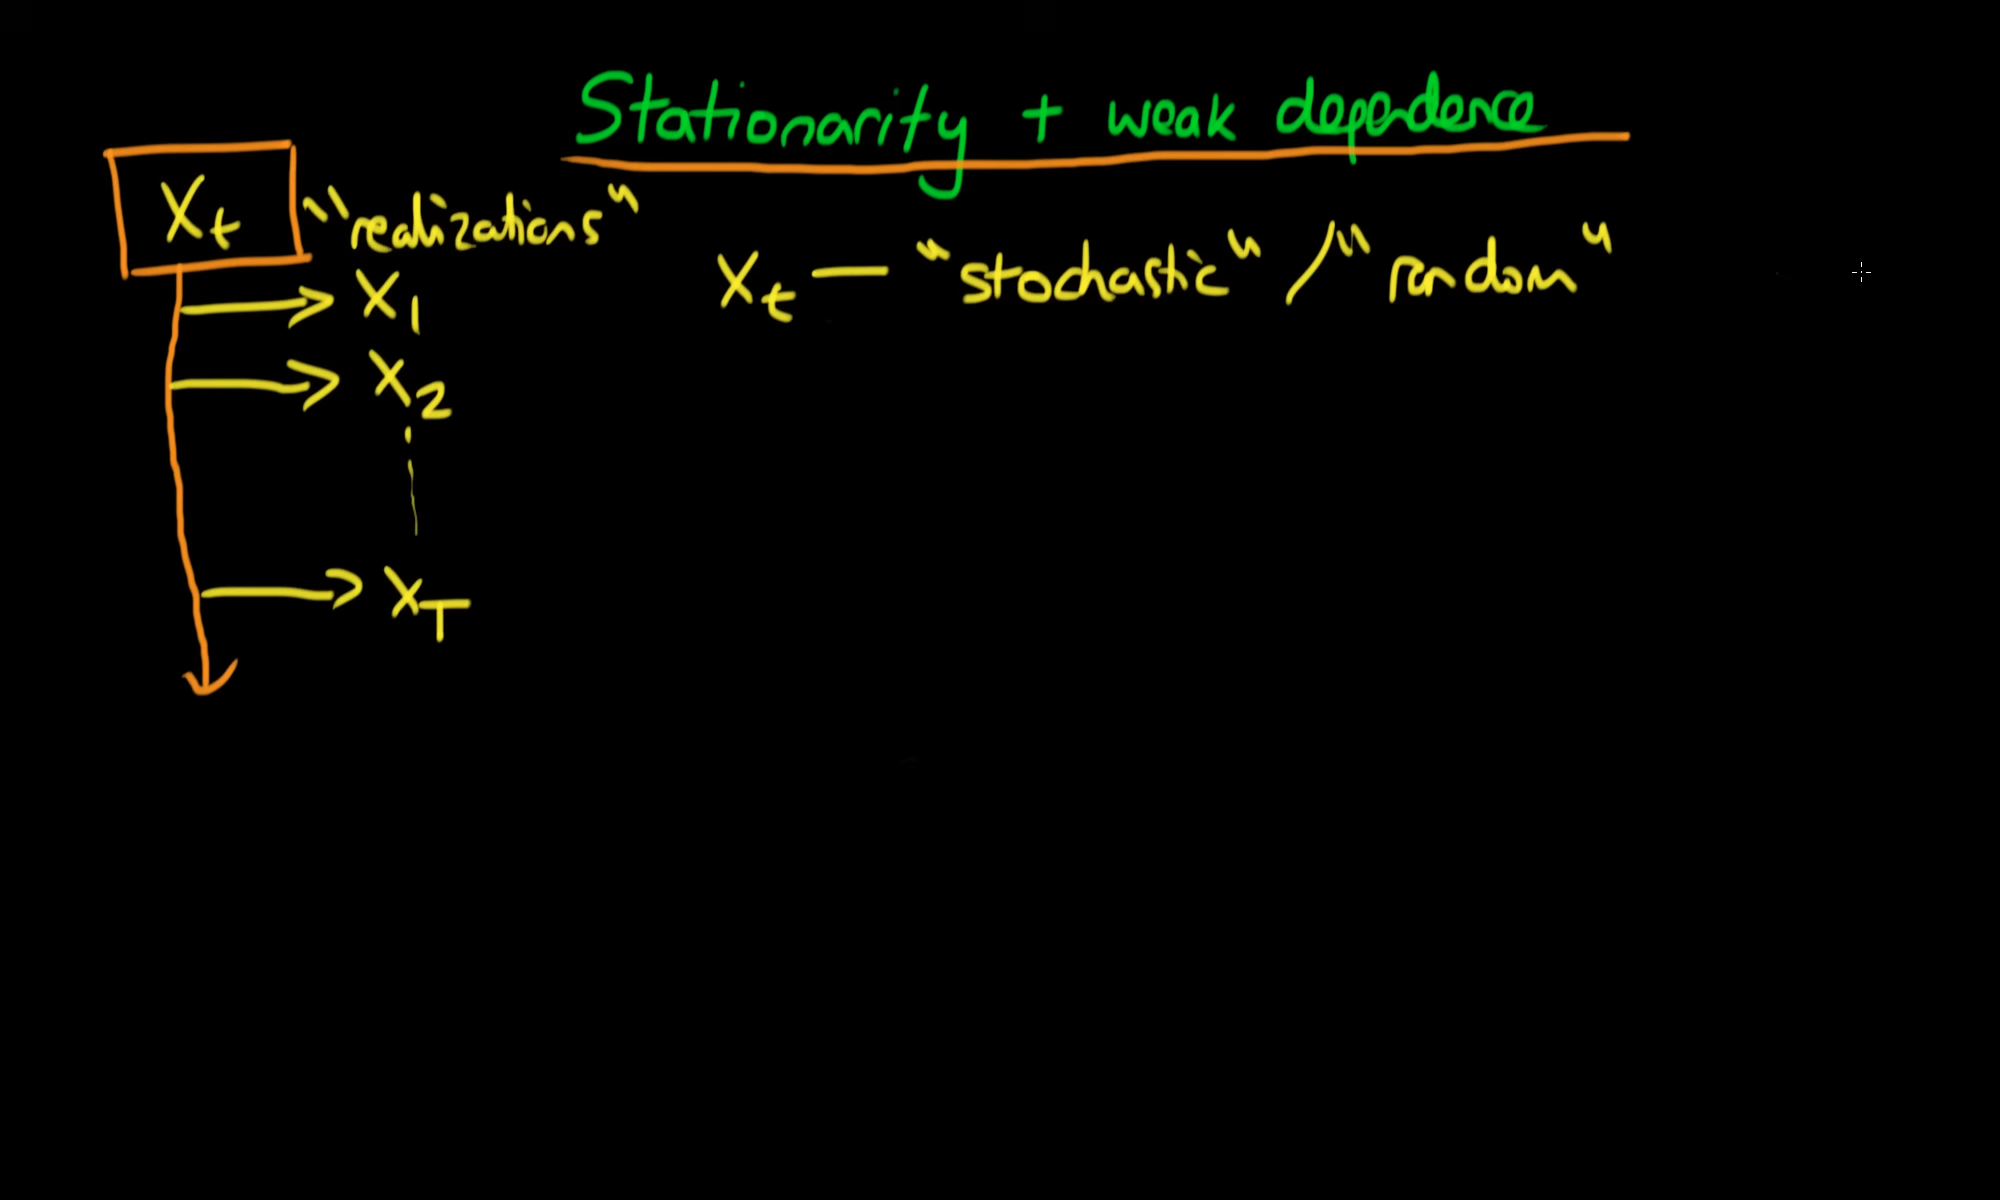 Stationarity + weak dependence
Xt "realizations"
Xt — "stochastic" / "random"
X1
X2
XT